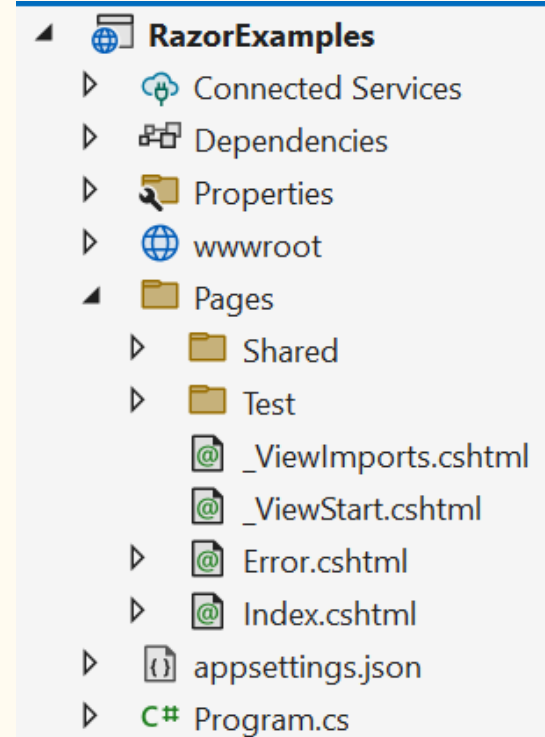 RazorExamples
Connected Services
Dependencies
Properties
wwwroot
Pages
Shared
Test
@ _ViewImports.cshtml
@ _ViewStart.cshtml
@ Error.cshtml
@ Index.cshtml
{} appsettings.json
C# Program.cs